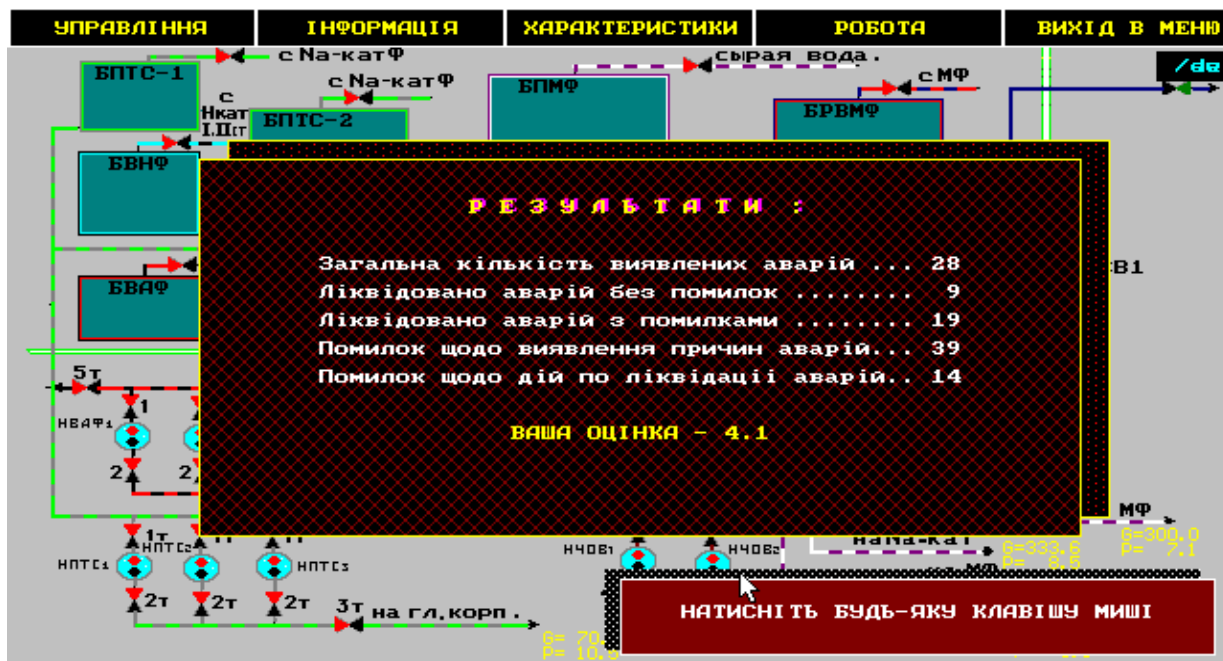 УПРАВЛІННЯ ІНФОРМАЦІЯ ХАРАКТЕРИСТИКИ РОБОТА ВИХІД В МЕНЮ
с Na-катФ сырая вода.
БПТС-1 с Na-катФ БПМФ с МФ
с
Нкат
БПТС-2 БРВМФ
БВНФ
РЕЗУЛЬТАТИ :
Загальна кількість виявлених аварій ... 28
БВАФ Ліквідовано аварій без помилок ........ 9
Ліквідовано аварій з помилками ........ 19
Помилок щодо виявлення причин аварій... 39
5т Помилок щодо дій по ліквідації аварій.. 14
1
НВАФ1
ВАША ОЦІНКА - 4.1
2 2
МФ
1т НПТС2 G=300.0
НПТС1 НПТС3 НЧОВ1 НЧОВ2 G=333.6 P= 7.1
2т 2т 2т 3т на гл.корп.
НАТИСНІТЬ БУДЬ-ЯКУ КЛАВІШУ МИШІ